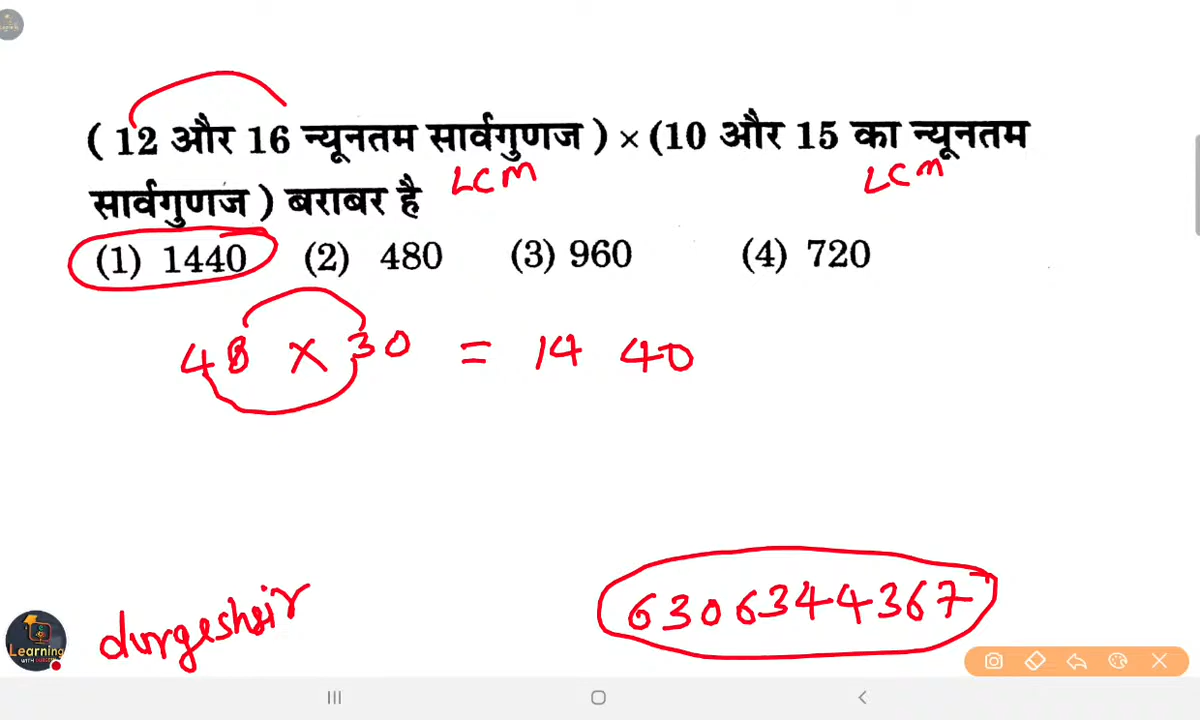 ( 12 और 16 न्यूनतम सार्वगुणज ) × (10 और 15 का न्यूनतम
LCM LCM
सार्वगुणज ) बराबर है
(1) 1440 (2) 480 (3) 960 (4) 720
48 × 30 = 1440
durgeshsir
6306344367
Learning